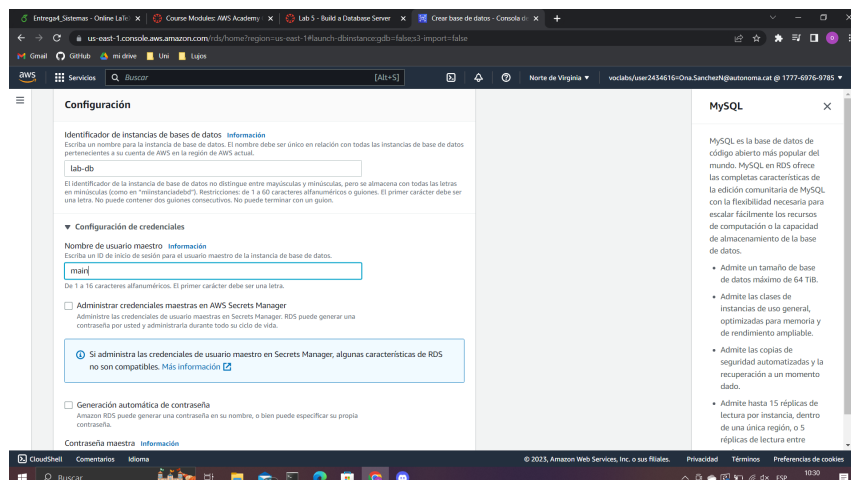 Entrega4_Sistemas - Online LaTeX
Course Modules: AWS Academy
Lab 5 - Build a Database Server
Crear base de datos - Consola de
us-east-1.console.aws.amazon.com/rds/home?region=us-east-1#launch-dbinstance:gdb=false;s3-import=false
Gmail
GitHub
mi drive
Uni
Lujos
aws
Servicios
Buscar
[Alt+S]
Norte de Virginia
voclabs/user2434616=Ona.SanchezN@autonoma.cat @ 1777-6976-9785
Configuración
Identificador de instancias de bases de datos Información
Escriba un nombre para la instancia de base de datos. El nombre debe ser único en relación con todas las instancias de base de datos
pertenecientes a su cuenta de AWS en la región de AWS actual.
lab-db
El identificador de la instancia de base de datos no distingue entre mayúsculas y minúsculas, pero se almacena con todas las letras
en minúsculas (como en "miinstanciadebd"). Restricciones: de 1 a 60 caracteres alfanuméricos o guiones. El primer carácter debe ser
una letra. No puede contener dos guiones consecutivos. No puede terminar con un guion.
Configuración de credenciales
Nombre de usuario maestro Información
Escriba un ID de inicio de sesión para el usuario maestro de la instancia de base de datos.
main
De 1 a 16 caracteres alfanuméricos. El primer carácter debe ser una letra.
Administrar credenciales maestras en AWS Secrets Manager
Administre las credenciales de usuario maestras en Secrets Manager. RDS puede generar una
contraseña por usted y administrarla durante todo su ciclo de vida.
Si administra las credenciales de usuario maestro en Secrets Manager, algunas características de RDS
no son compatibles. Más información
Generación automática de contraseña
Amazon RDS puede generar una contraseña en su nombre, o bien puede especificar su propia
contraseña.
Contraseña maestra Información
MySQL
MySQL es la base de datos de
código abierto más popular del
mundo. MySQL en RDS ofrece
las completas características de
la edición comunitaria de MySQL
con la flexibilidad necesaria para
escalar fácilmente los recursos
de computación o la capacidad
de almacenamiento de la base
de datos.
• Admite un tamaño de base
de datos máximo de 64 TiB.
• Admite las clases de
instancias de uso general,
optimizadas para memoria y
de rendimiento ampliable.
• Admite las copias de
seguridad automatizadas y la
recuperación a un momento
dado.
• Admite hasta 15 réplicas de
lectura por instancia, dentro
de una única región, o 5
réplicas de lectura entre
CloudShell
Comentarios
Idioma
© 2023, Amazon Web Services, Inc. o sus filiales.
Privacidad
Términos
Preferencias de cookies
Buscar
ESP
10:30